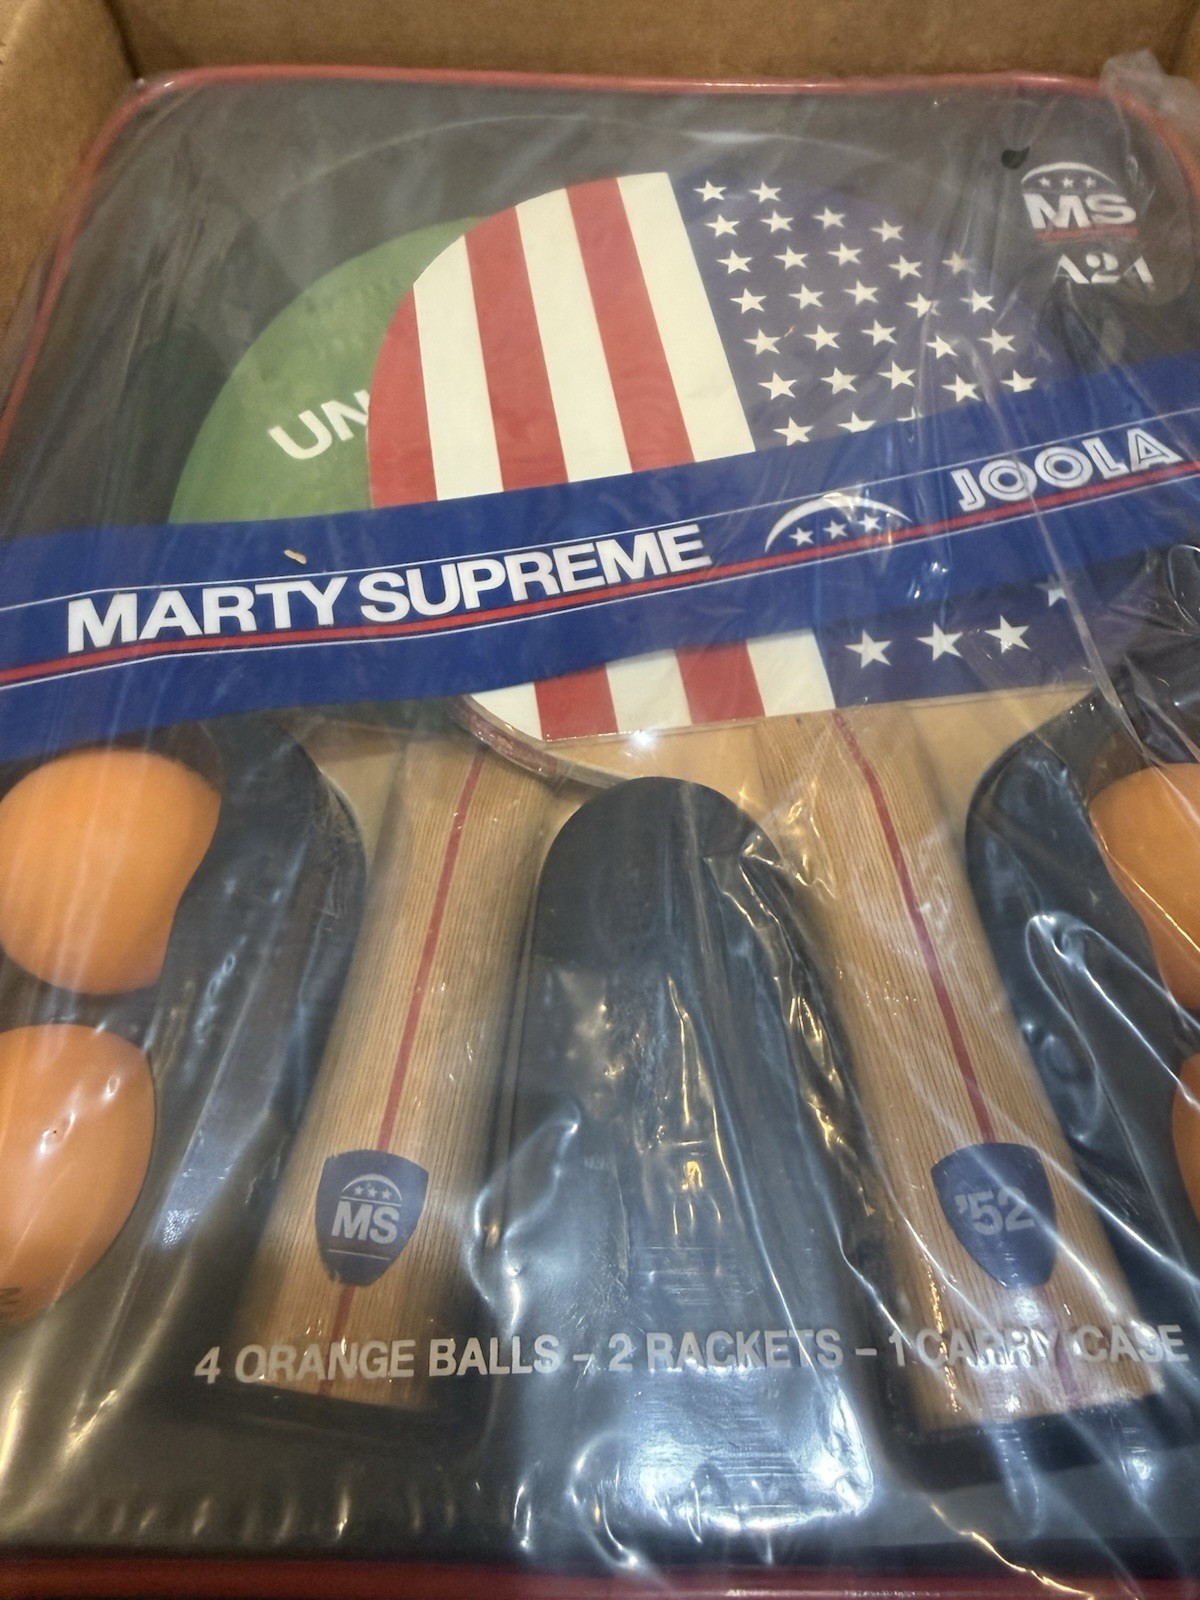 MS
A24
UN
JOOLA
MARTY SUPREME
MS
'52
4 ORANGE BALLS - 2 RACKETS - 1 CARRY CASE
N